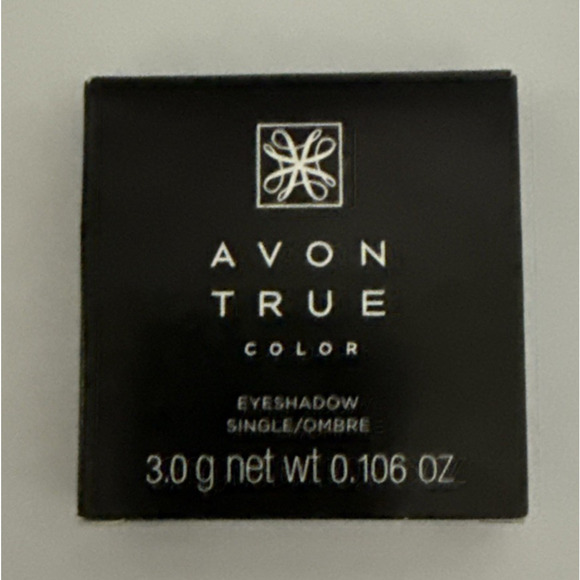 AVON
TRUE
COLOR
EYESHADOW
SINGLE/OMBRE
3.0 g net wt 0.106 oz